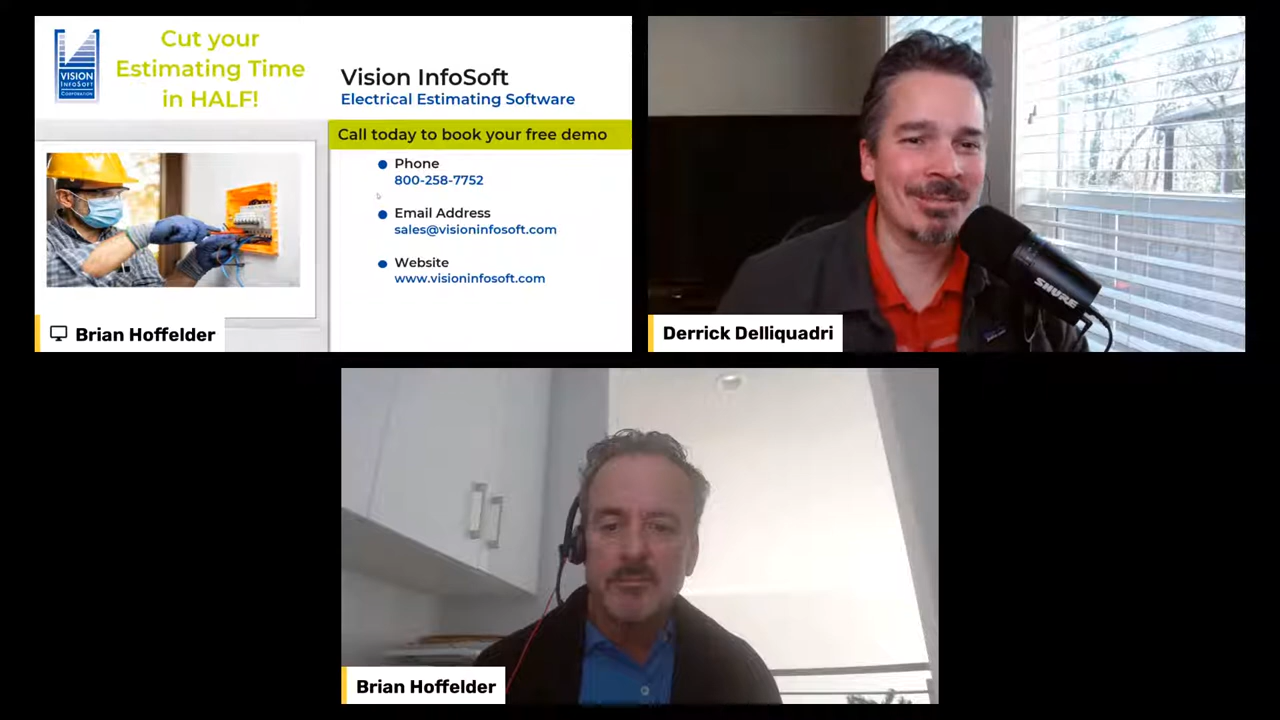 Cut your
Estimating Time
in HALF!
VISION
INFOSOFT
CORPORATION
Vision InfoSoft
Electrical Estimating Software
Call today to book your free demo
Phone
800-258-7752
Email Address
sales@visioninfosoft.com
Website
www.visioninfosoft.com
Brian Hoffelder
Derrick Delliquadri
SHURE
Brian Hoffelder